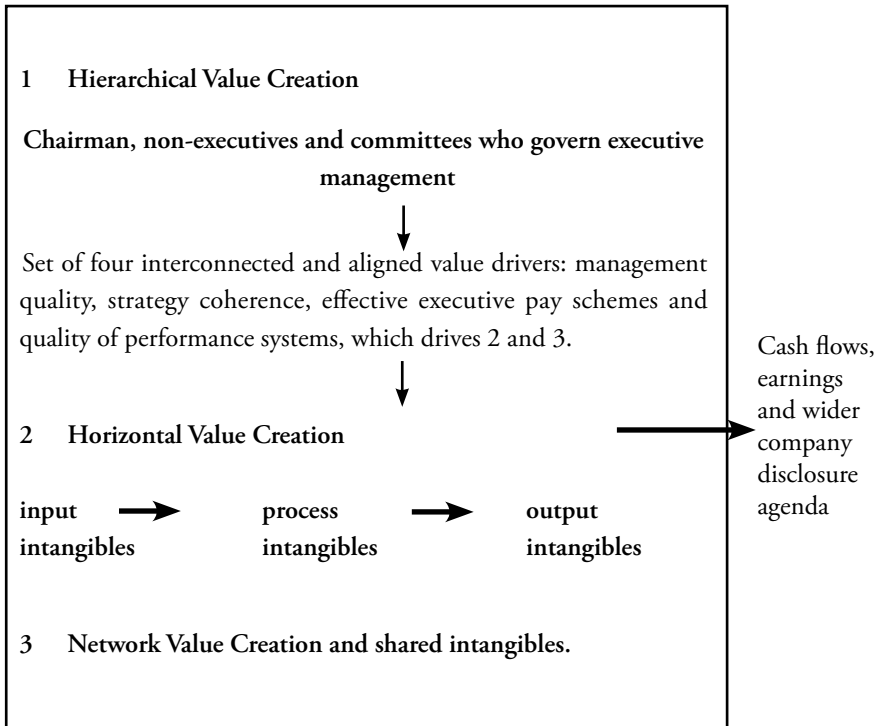 1 Hierarchical Value Creation
Chairman, non-executives and committees who govern executive
management
Set of four interconnected and aligned value drivers: management
quality, strategy coherence, effective executive pay schemes and
quality of performance systems, which drives 2 and 3.
2 Horizontal Value Creation
input process output
intangibles intangibles intangibles
3 Network Value Creation and shared intangibles.
Cash flows,
earnings
and wider
company
disclosure
agenda